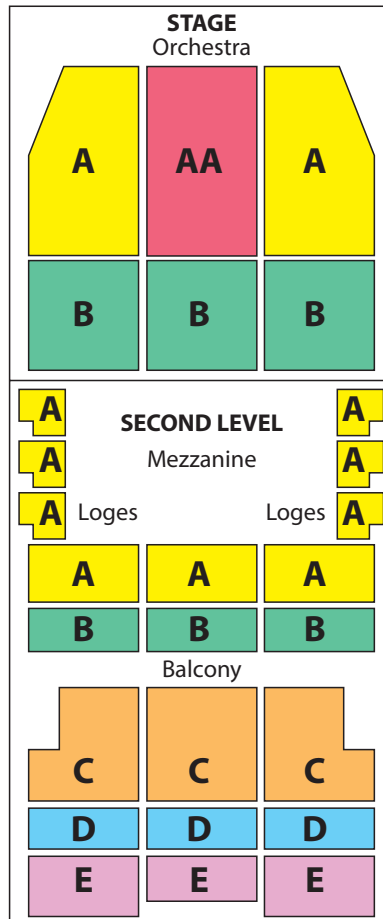 STAGE
Orchestra
A AA A
B B B
A A
SECOND LEVEL
Mezzanine
A A
A Loges Loges A
A A A
B B B
Balcony
C C C
D D D
E E E